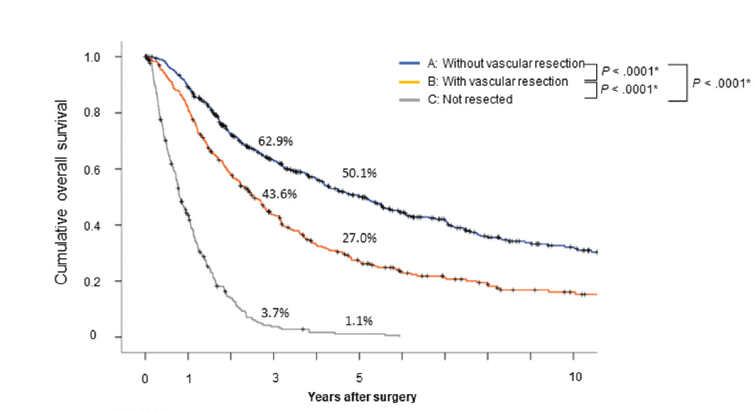 Cumulative overall survival
1.0
0.8
0.6
0.4
0.2
0
A: Without vascular resection
B: With vascular resection
C: Not resected
P < .0001*
P < .0001*
P < .0001*
62.9%
50.1%
43.6%
27.0%
3.7%
1.1%
0 1 3 5 10
Years after surgery